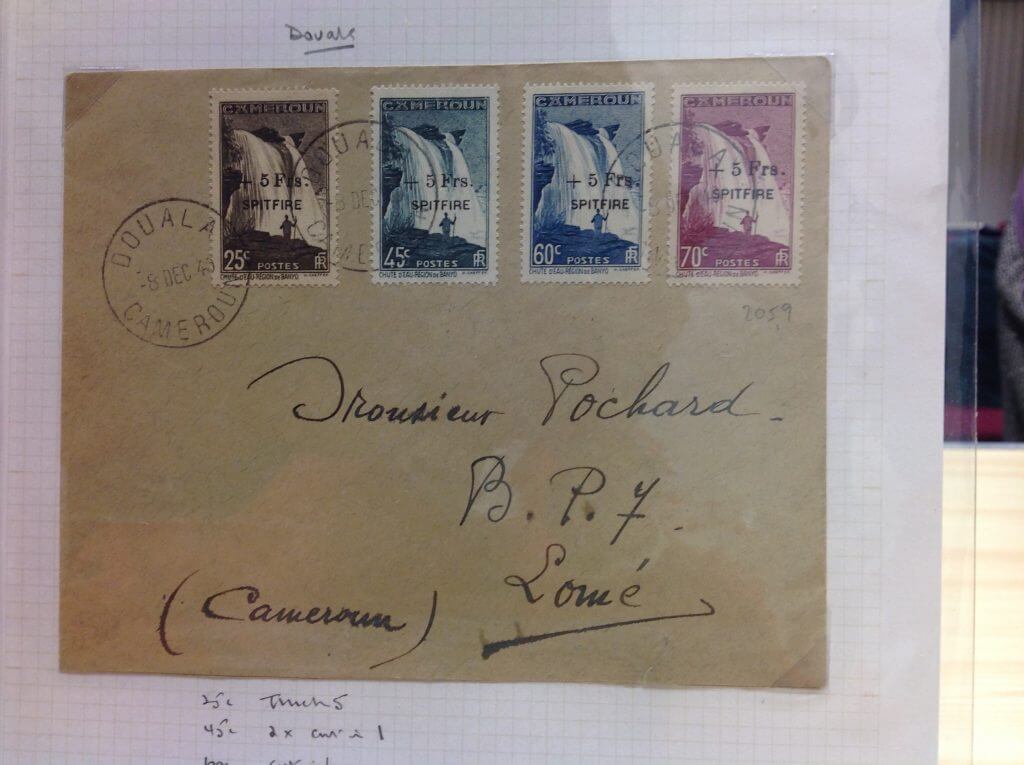 Douala
CAMEROUN
+ 5 Frs.
SPITFIRE
25c POSTES RF
CHUTE D'EAU-RÉGION DE BANYO
CAMEROUN
+ 5 Frs.
SPITFIRE
45c POSTES RF
CHUTE D'EAU-RÉGION DE BANYO
CAMEROUN
+ 5 Frs.
SPITFIRE
60c POSTES RF
CHUTE D'EAU-RÉGION DE BANYO
CAMEROUN
+ 5 Frs.
SPITFIRE
70c POSTES RF
CHUTE D'EAU-RÉGION DE BANYO
DOUALA
-8 DEC
CAMEROUN
2059
Monsieur Pochard -
B. P. 7.
Lomé
(Cameroun)
25c
45c 2x